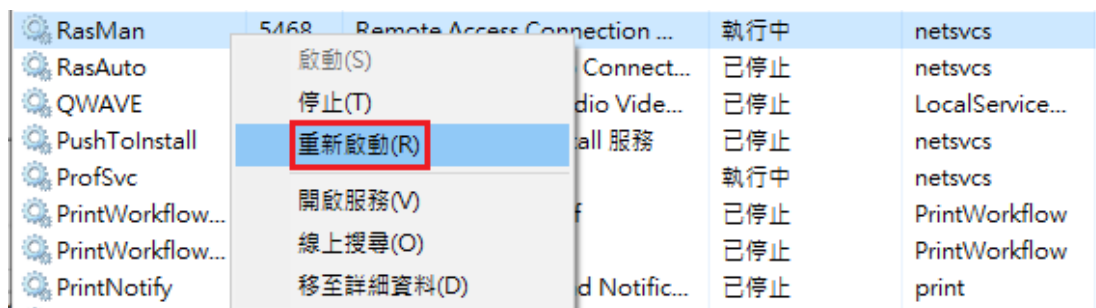 RasMan 5468 Remote Access Connection ... 執行中 netsvcs
RasAuto 啟動(S) Connect... 已停止 netsvcs
QWAVE 停止(T) dio Vide... 已停止 LocalService...
PushToInstall 重新啟動(R) all 服務 已停止 netsvcs
ProfSvc 執行中 netsvcs
PrintWorkflow... 開啟服務(V) f 已停止 PrintWorkflow
PrintWorkflow... 線上搜尋(O) 已停止 PrintWorkflow
PrintNotify 移至詳細資料(D) d Notific... 已停止 print